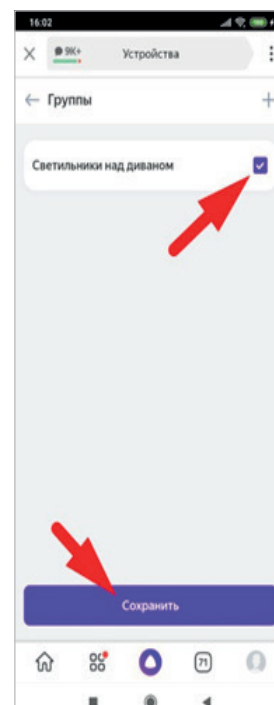 16:02
9K+ Устройства
Группы
Светильники над диваном
Сохранить
71